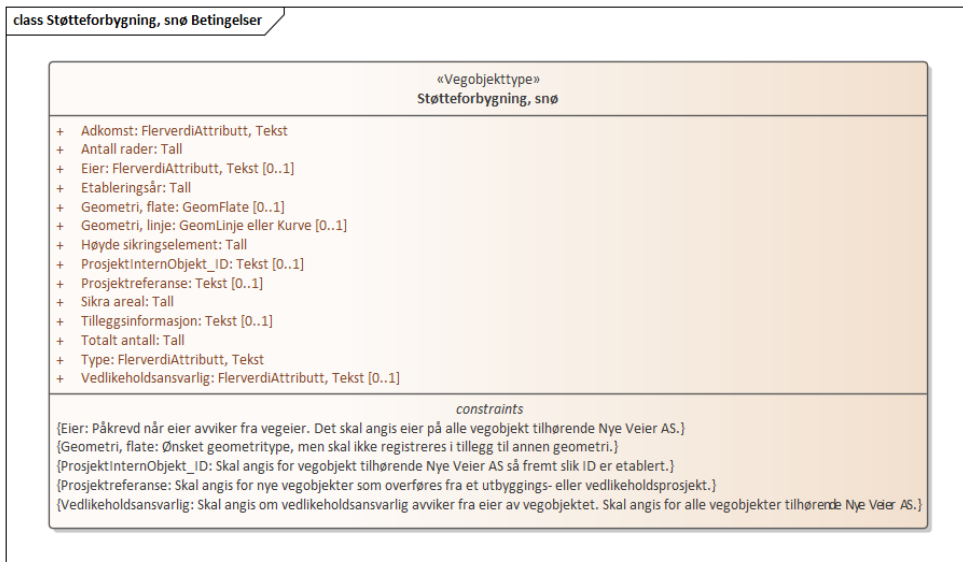 class Støtteforbygning, snø Betingelser
«Vegobjekttype»
Støtteforbygning, snø
+ Adkomst: FlerverdiAttributt, Tekst
+ Antall rader: Tall
+ Eier: FlerverdiAttributt, Tekst [0..1]
+ Etableringsår: Tall
+ Geometri, flate: GeomFlate [0..1]
+ Geometri, linje: GeomLinje eller Kurve [0..1]
+ Høyde sikringselement: Tall
+ ProsjektInternObjekt_ID: Tekst [0..1]
+ Prosjektreferanse: Tekst [0..1]
+ Sikra areal: Tall
+ Tilleggsinformasjon: Tekst [0..1]
+ Totalt antall: Tall
+ Type: FlerverdiAttributt, Tekst
+ Vedlikeholdsansvarlig: FlerverdiAttributt, Tekst [0..1]
constraints
{Eier: Påkrevd når eier avviker fra vegeier. Det skal angis eier på alle vegobjekt tilhørende Nye Veier AS.}
{Geometri, flate: Ønsket geometritype, men skal ikke registreres i tillegg til annen geometri.}
{ProsjektInternObjekt_ID: Skal angis for vegobjekt tilhørende Nye Veier AS så fremt slik ID er etablert.}
{Prosjektreferanse: Skal angis for nye vegobjekter som overføres fra et utbyggings- eller vedlikeholdsprosjekt.}
{Vedlikeholdsansvarlig: Skal angis om vedlikeholdsansvarlig avviker fra eier av vegobjektet. Skal angis for alle vegobjekter tilhørende Nye Veier AS.}